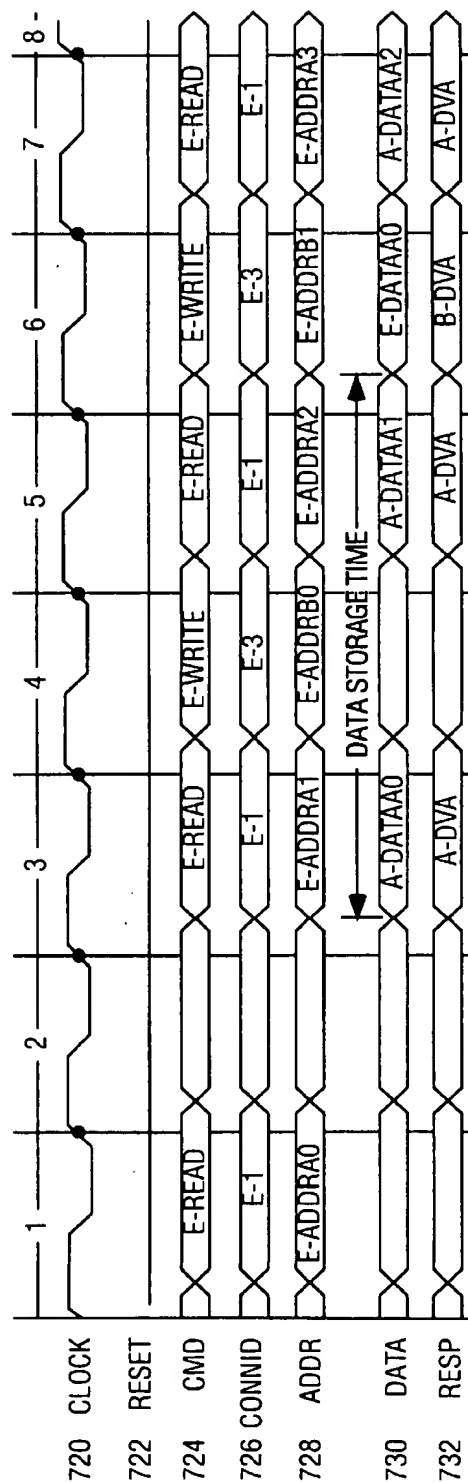 1 2 3 4 5 6 7 8
720 CLOCK
722 RESET
724 CMD E-READ E-READ E-WRITE E-READ E-WRITE E-READ
726 CONNID E-1 E-1 E-3 E-1 E-3 E-1
728 ADDR E-ADDRA0 E-ADDRA1 E-ADDRB0 E-ADDRA2 E-ADDRB1 E-ADDRA3
DATA STORAGE TIME
730 DATA A-DATAA0 A-DATAA1 E-DATAA0 A-DATAA2
732 RESP A-DVA A-DVA B-DVA A-DVA